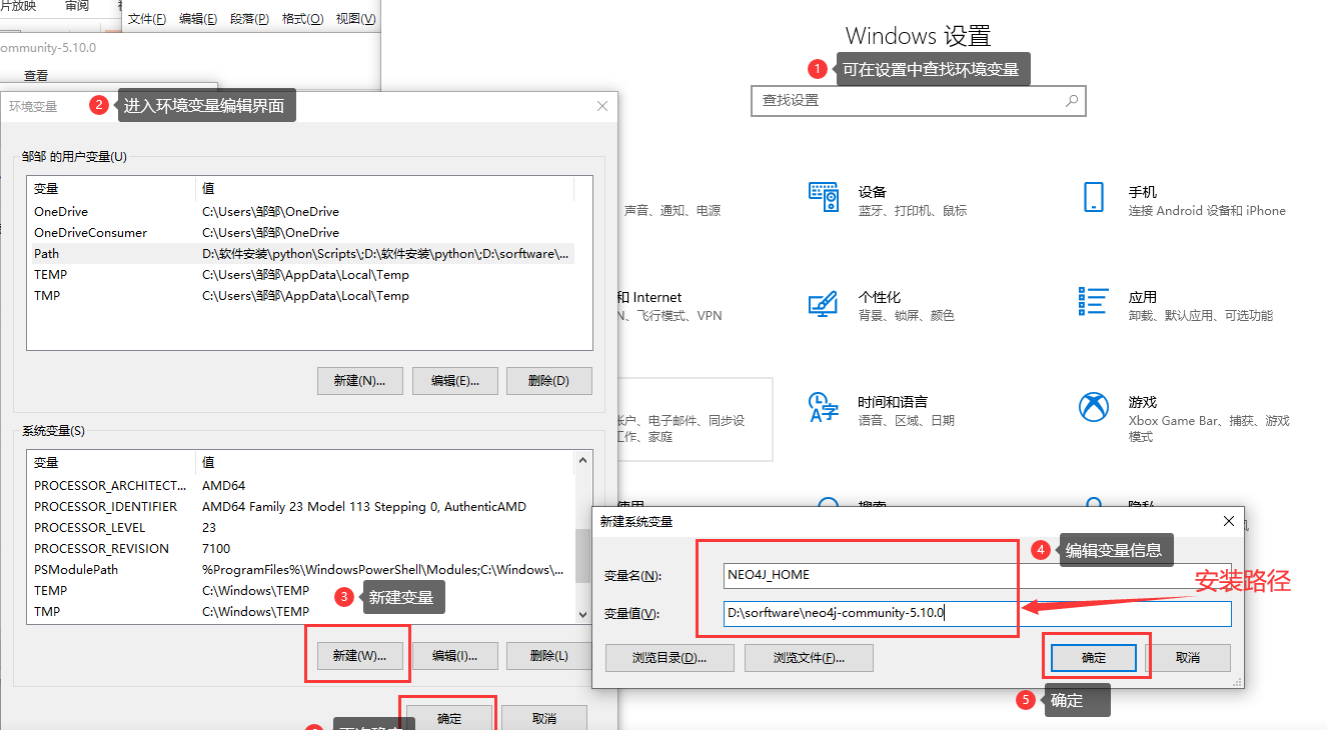 片放映 审阅
文件(F) 编辑(E) 段落(P) 格式(O) 视图(V)
ommunity-5.10.0
查看
Windows 设置
1 可在设置中查找环境变量
查找设置
环境变量 2 进入环境变量编辑界面
邹邹 的用户变量(U)
变量 值
OneDrive C:\Users\邹邹\OneDrive
OneDriveConsumer C:\Users\邹邹\OneDrive
Path D:\软件安装\python\Scripts\;D:\软件安装\python\;D:\sorftware\...
TEMP C:\Users\邹邹\AppData\Local\Temp
TMP C:\Users\邹邹\AppData\Local\Temp
新建(N)... 编辑(E)... 删除(D)
系统变量(S)
变量 值
PROCESSOR_ARCHITECT... AMD64
PROCESSOR_IDENTIFIER AMD64 Family 23 Model 113 Stepping 0, AuthenticAMD
PROCESSOR_LEVEL 23
PROCESSOR_REVISION 7100
PSModulePath %ProgramFiles%\WindowsPowerShell\Modules;C:\Windows\...
TEMP C:\Windows\TEMP
TMP C:\Windows\TEMP
3 新建变量
新建(W)... 编辑(I)... 删除(L)
确定 取消
声音、通知、电源
设备
蓝牙、打印机、鼠标
手机
连接 Android 设备和 iPhone
和 Internet
、飞行模式、VPN
个性化
背景、锁屏、颜色
应用
卸载、默认应用、可选功能
账户、电子邮件、同步设
工作、家庭
时间和语言
语音、区域、日期
游戏
Xbox Game Bar、捕获、游戏
模式
新建系统变量
4 编辑变量信息
变量名(N): NEO4J_HOME
安装路径
变量值(V): D:\sorftware\neo4j-community-5.10.0
浏览目录(D)... 浏览文件(F)... 确定 取消
5 确定